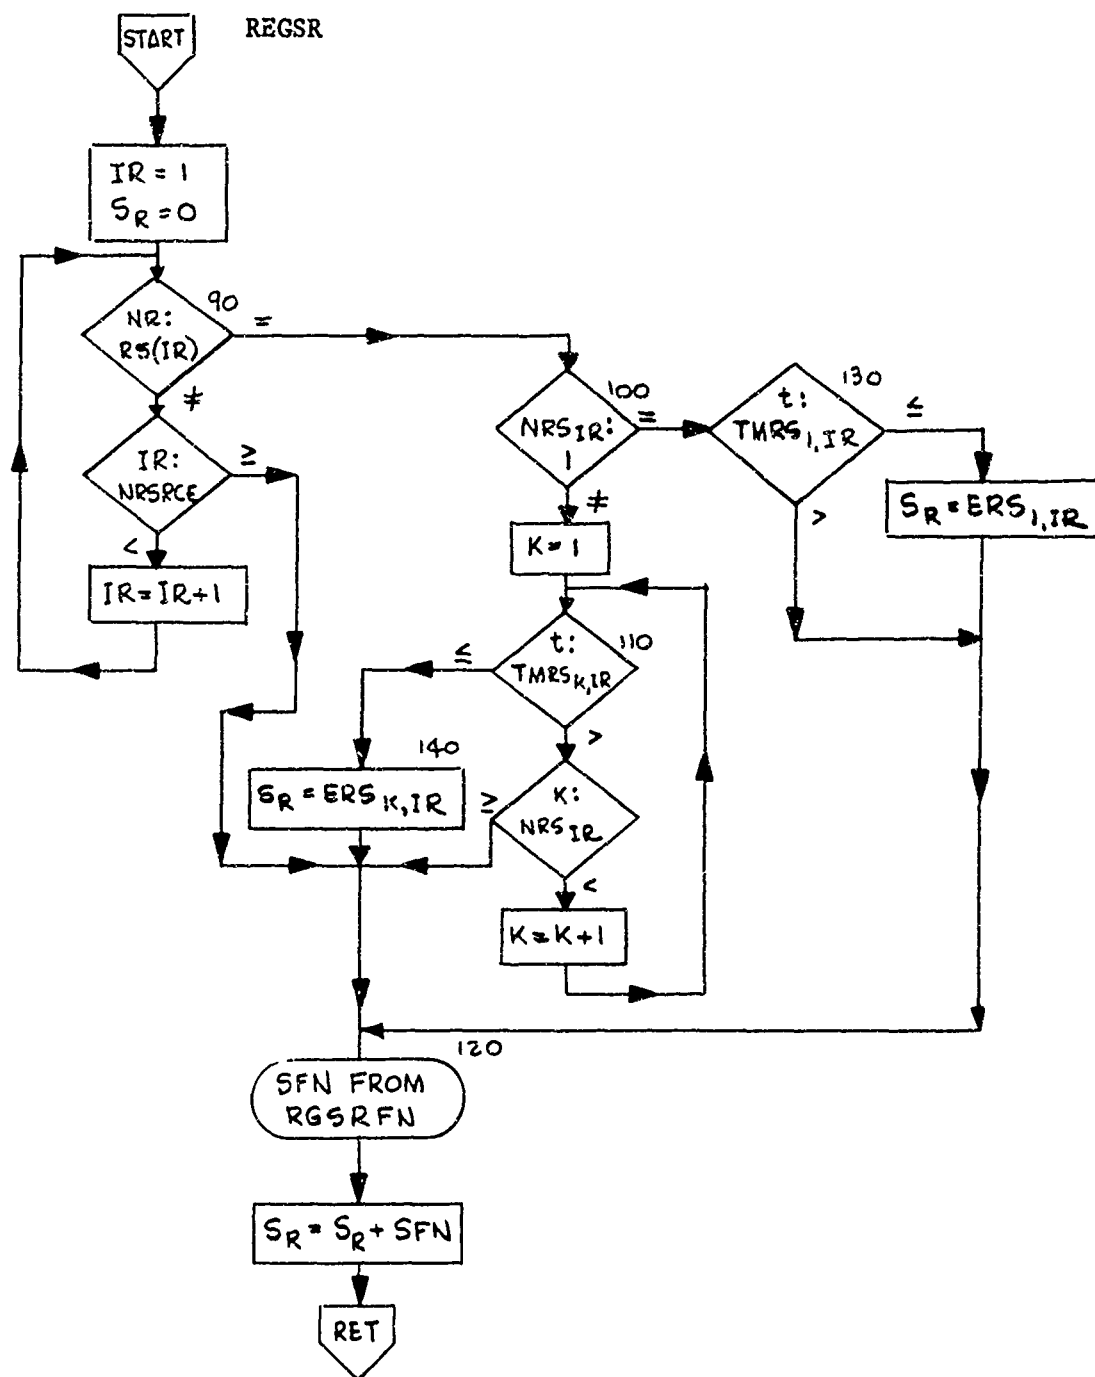 REGSR
START
IR = 1
S_R = 0
90
NR:
RS(IR)
=
≠
IR:
NRSRCE
≥
<
IR = IR+1
100
NRS_IR:
1
=
≠
130
t:
TMRS_1,IR
≤
>
S_R = ERS_1,IR
K = 1
110
t:
TMRS_K,IR
≤
>
140
S_R = ERS_K,IR
K:
NRS_IR
≥
<
K = K+1
120
SFN FROM
RGSRFN
S_R = S_R + SFN
RET